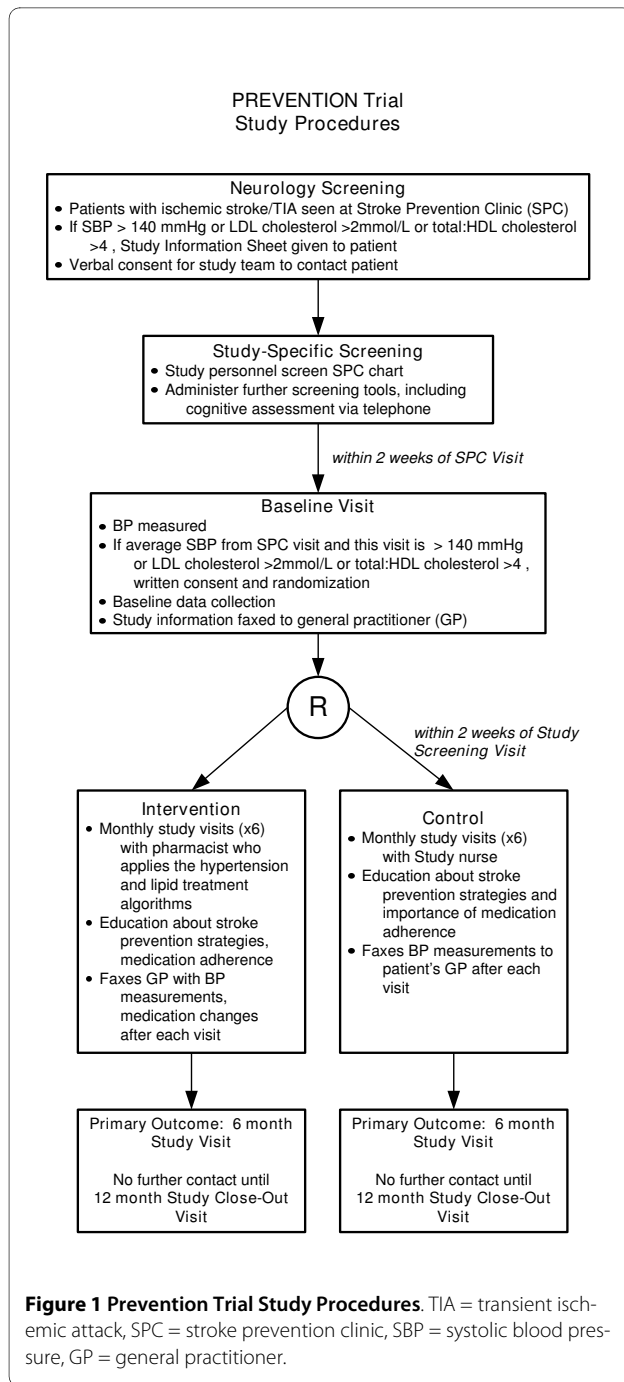 PREVENTION Trial
Study Procedures
Neurology Screening
• Patients with ischemic stroke/TIA seen at Stroke Prevention Clinic (SPC)
• If SBP > 140 mmHg or LDL cholesterol >2mmol/L or total:HDL cholesterol
>4 , Study Information Sheet given to patient
• Verbal consent for study team to contact patient
Study-Specific Screening
• Study personnel screen SPC chart
• Administer further screening tools, including
cognitive assessment via telephone
within 2 weeks of SPC Visit
Baseline Visit
• BP measured
• If average SBP from SPC visit and this visit is > 140 mmHg
or LDL cholesterol >2mmol/L or total:HDL cholesterol >4 ,
written consent and randomization
• Baseline data collection
• Study information faxed to general practitioner (GP)
R
within 2 weeks of Study
Screening Visit
Intervention
• Monthly study visits (x6)
with pharmacist who
applies the hypertension
and lipid treatment
algorithms
• Education about stroke
prevention strategies,
medication adherence
• Faxes GP with BP
measurements,
medication changes
after each visit
Control
• Monthly study visits (x6)
with Study nurse
• Education about stroke
prevention strategies and
importance of medication
adherence
• Faxes BP measurements to
patient's GP after each
visit
Primary Outcome: 6 month
Study Visit
No further contact until
12 month Study Close-Out
Visit
Primary Outcome: 6 month
Study Visit
No further contact until
12 month Study Close-Out
Visit
Figure 1 Prevention Trial Study Procedures. TIA = transient isch-
emic attack, SPC = stroke prevention clinic, SBP = systolic blood pres-
sure, GP = general practitioner.